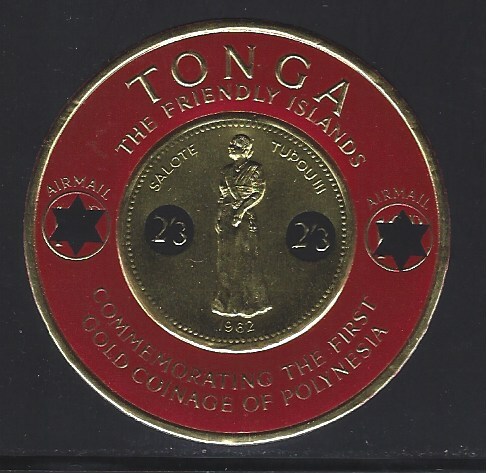 TONGA
THE FRIENDLY ISLANDS
SALOTE TUPOU III
AIRMAIL
AIRMAIL
2'3
2'3
1962
COMMEMORATING THE FIRST
GOLD COINAGE OF POLYNESIA